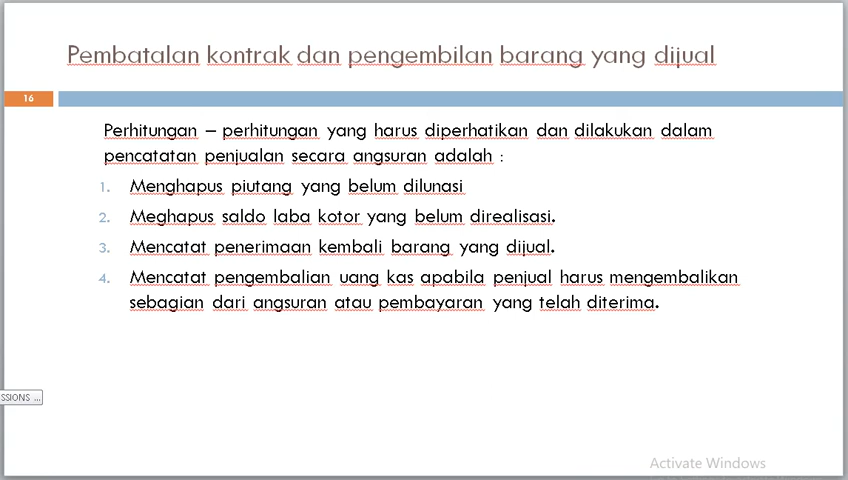 Pembatalan kontrak dan pengembilan barang yang dijual
16
Perhitungan – perhitungan yang harus diperhatikan dan dilakukan dalam
pencatatan penjualan secara angsuran adalah :
1. Menghapus piutang yang belum dilunasi
2. Meghapus saldo laba kotor yang belum direalisasi.
3. Mencatat penerimaan kembali barang yang dijual.
4. Mencatat pengembalian uang kas apabila penjual harus mengembalikan
sebagian dari angsuran atau pembayaran yang telah diterima.
SSIONS ...
Activate Windows